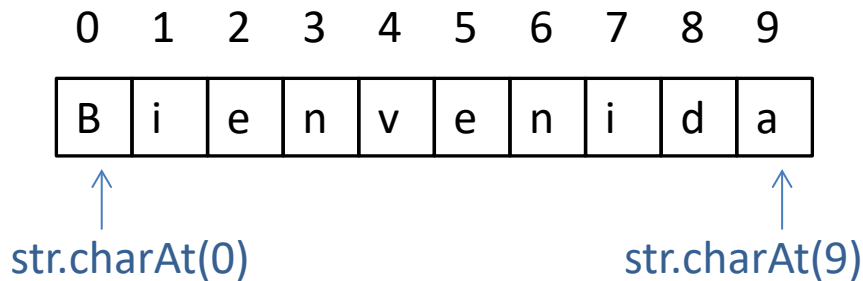 0 1 2 3 4 5 6 7 8 9
B i e n v e n i d a
str.charAt(0) str.charAt(9)